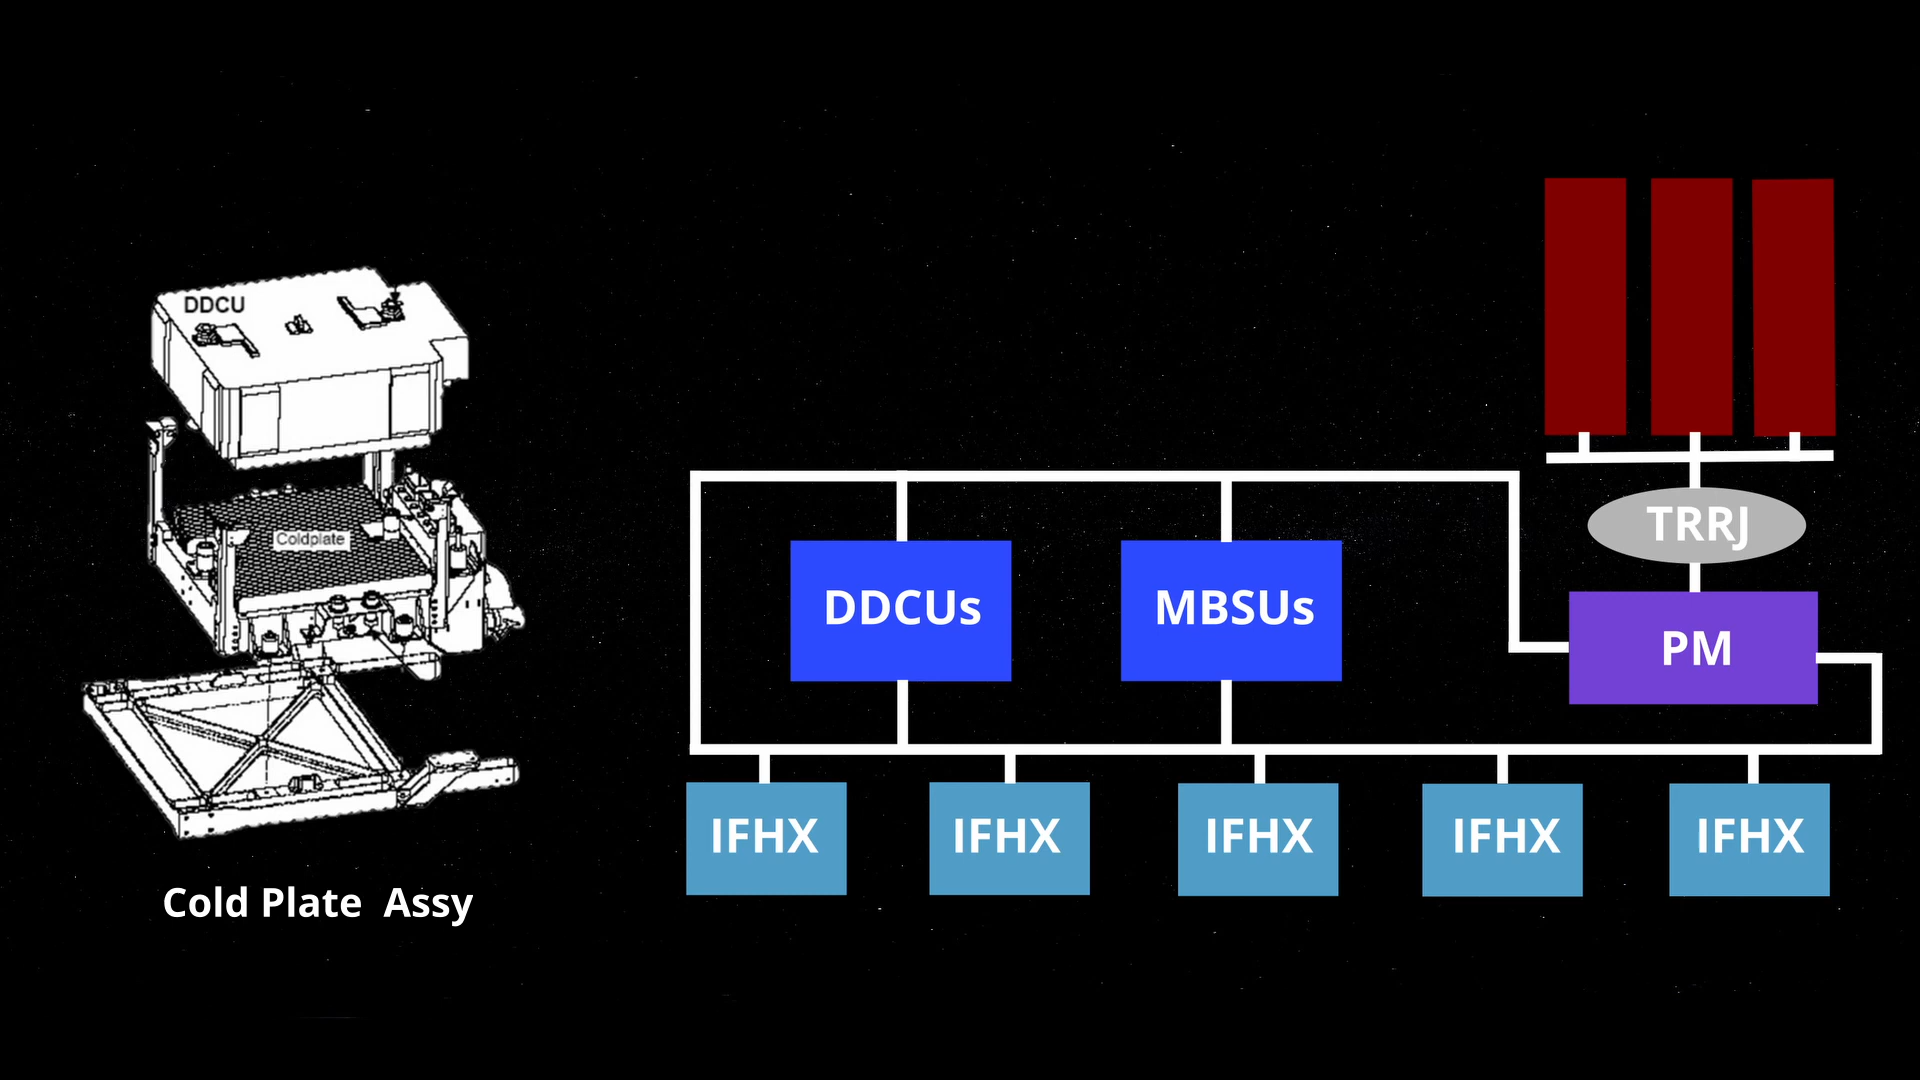 DDCU
Coldplate
Cold Plate Assy
TRRJ
DDCUs
MBSUs
PM
IFHX
IFHX
IFHX
IFHX
IFHX